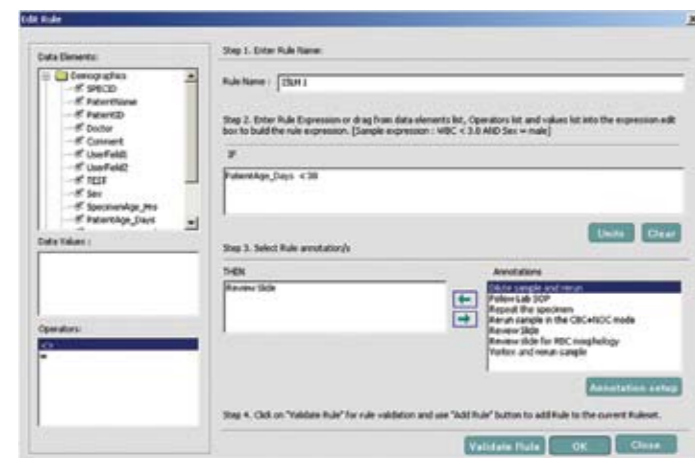 Edit Rule
Data Elements:
Demographics
SPECID
PatientName
PatientID
Doctor
Comment
UserField1
UserField2
TEST
Sex
SpecimenAge_Hrs
PatientAge_Days
Data Values :
Operators:
<>
=
Step 1. Enter Rule Name:
Rule Name : ISLH 1
Step 2. Enter Rule Expression or drag from data elements list, Operators list and values list into the expression edit
box to build the rule expression. [Sample expression : WBC < 3.0 AND Sex = male]
IF
PatientAge_Days < 30
Units Clear
Step 3. Select Rule annotation/s
THEN
Review Slide
Annotations
Dilute sample and rerun
Follow Lab SOP
Repeat the specimen
Rerun sample in the CBC+NOC mode
Review Slide
Review slide for RBC morphology
Vortex and rerun sample
Annotation setup
Step 4. Click on "Validate Rule" for rule validation and use "Add Rule" button to add Rule to the current Ruleset.
Validate Rule OK Close